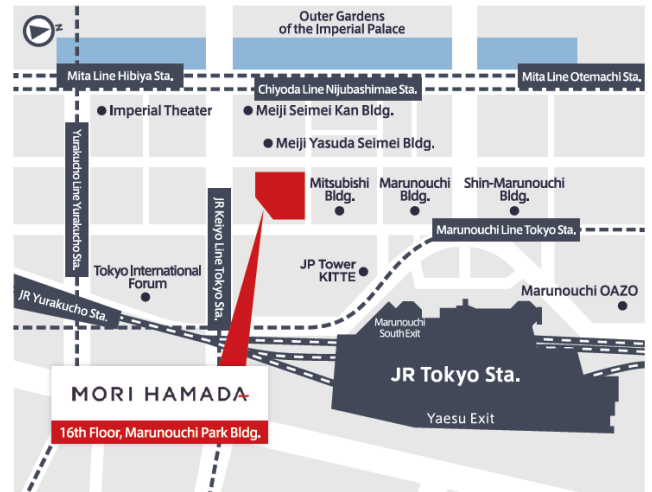 Outer Gardens
of the Imperial Palace
Z
Mita Line Hibiya Sta.
Chiyoda Line Nijubashimae Sta.
Mita Line Otemachi Sta.
Imperial Theater
Meiji Seimei Kan Bldg.
Meiji Yasuda Seimei Bldg.
Yurakucho Line Yurakucho Sta.
JR Keiyo Line Tokyo Sta.
Mitsubishi
Bldg.
Marunouchi
Bldg.
Shin-Marunouchi
Bldg.
Marunouchi Line Tokyo Sta.
Tokyo International
Forum
JP Tower
KITTE
Marunouchi OAZO
JR Yurakucho Sta.
Marunouchi
South Exit
JR Tokyo Sta.
Yaesu Exit
MORI HAMADA
16th Floor, Marunouchi Park Bldg.